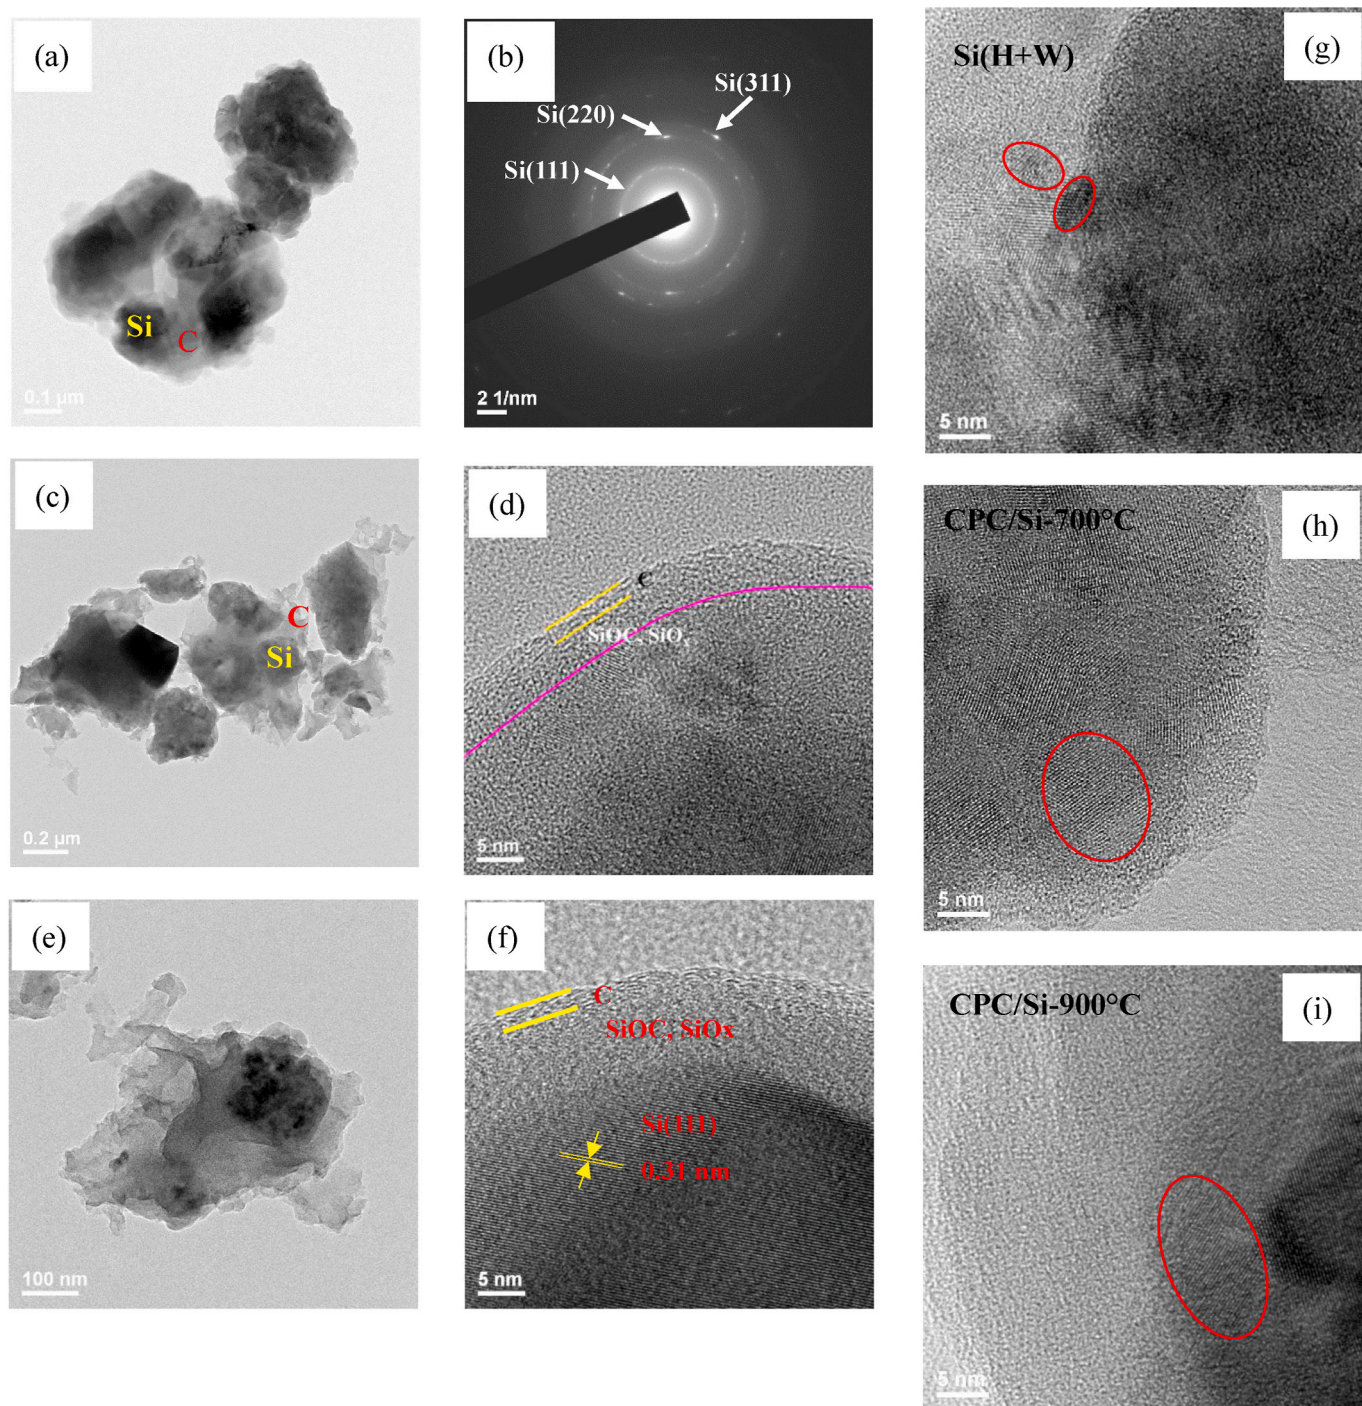 (a)
Si
C
0.1 µm
(b)
Si(311)
Si(220)
Si(111)
2 1/nm
(g)
Si(H+W)
5 nm
(c)
C
Si
0.2 µm
(d)
C
SiOC, SiOₓ
5 nm
(h)
CPC/Si-700°C
5 nm
(e)
100 nm
(f)
C
SiOC, SiOx
Si(111)
0.31 nm
5 nm
(i)
CPC/Si-900°C
5 nm